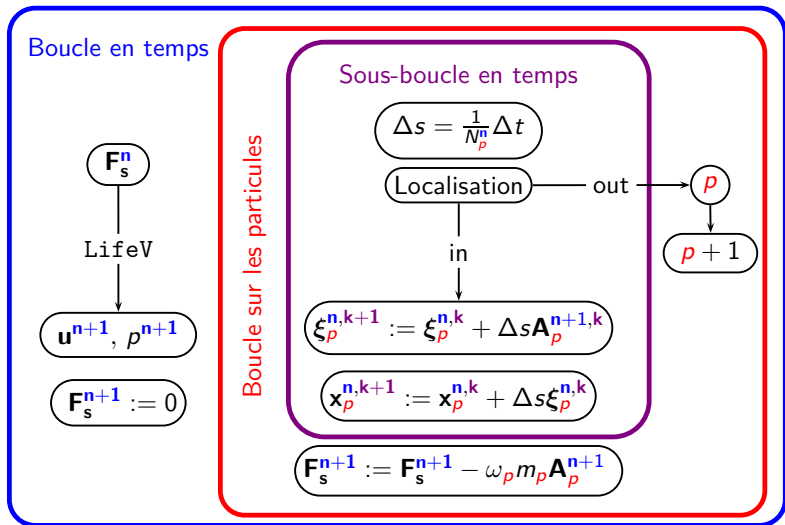 Boucle en temps
F_s^n
LifeV
u^{n+1}, p^{n+1}
F_s^{n+1} := 0
Boucle sur les particules
Sous-boucle en temps
Δs = \frac{1}{N_p^n} Δt
Localisation
out
p
p + 1
in
ξ_p^{n,k+1} := ξ_p^{n,k} + ΔsA_p^{n+1,k}
x_p^{n,k+1} := x_p^{n,k} + Δsξ_p^{n,k}
F_s^{n+1} := F_s^{n+1} − ω_p m_p A_p^{n+1}